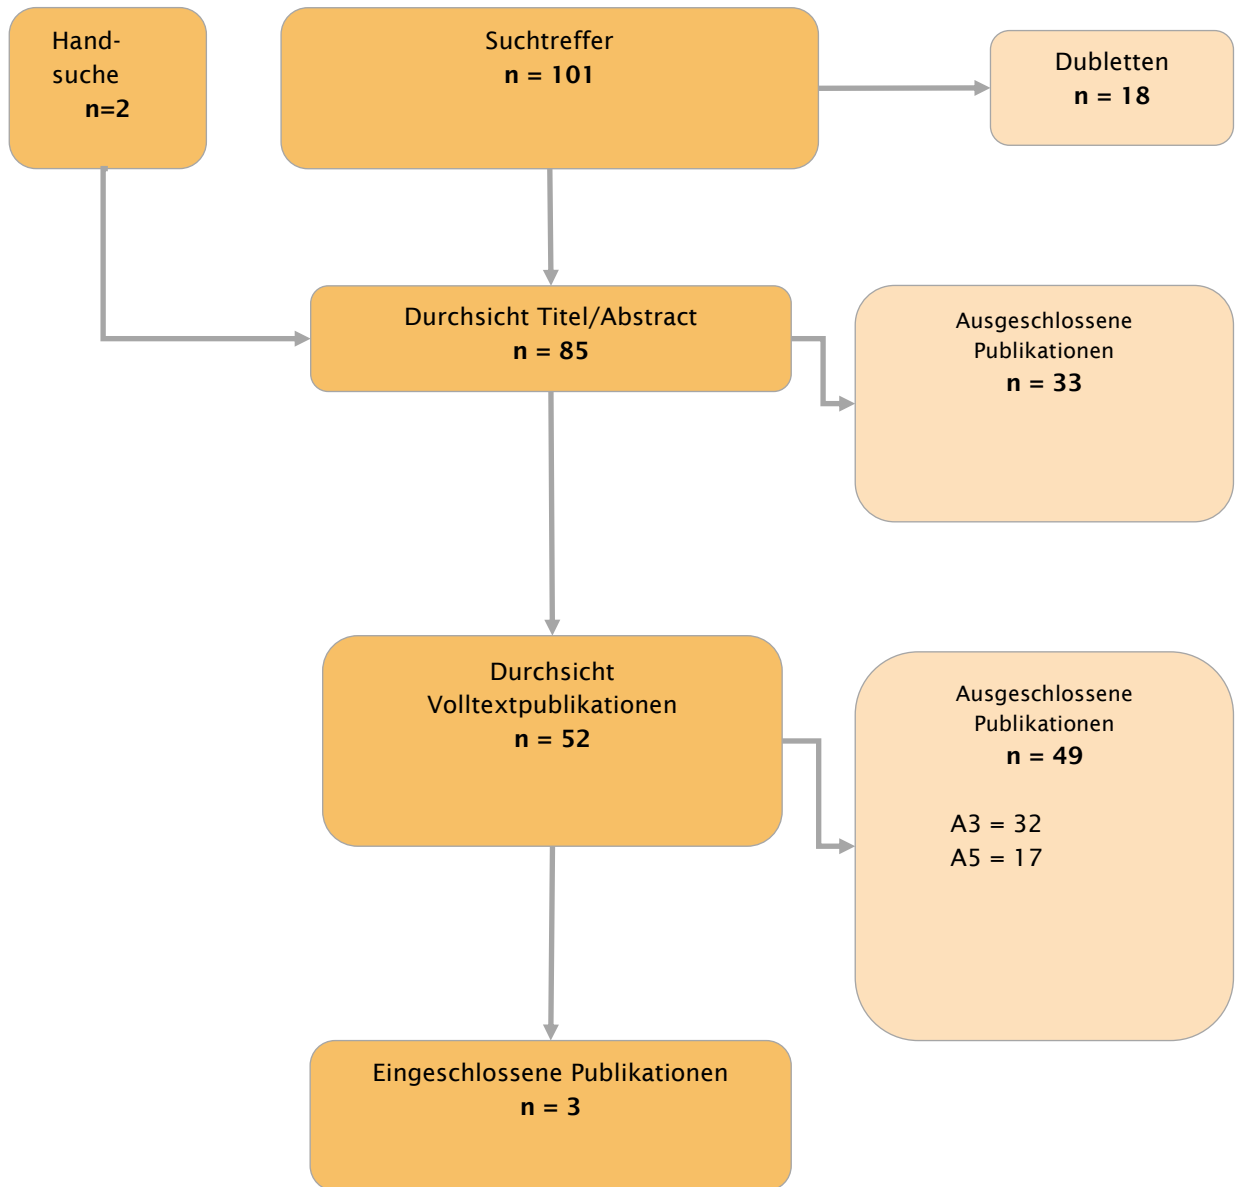 Hand-
suche
n=2
Suchtreffer
n = 101
Dubletten
n = 18
Durchsicht Titel/Abstract
n = 85
Ausgeschlossene
Publikationen
n = 33
Durchsicht
Volltextpublikationen
n = 52
Ausgeschlossene
Publikationen
n = 49
A3 = 32
A5 = 17
Eingeschlossene Publikationen
n = 3